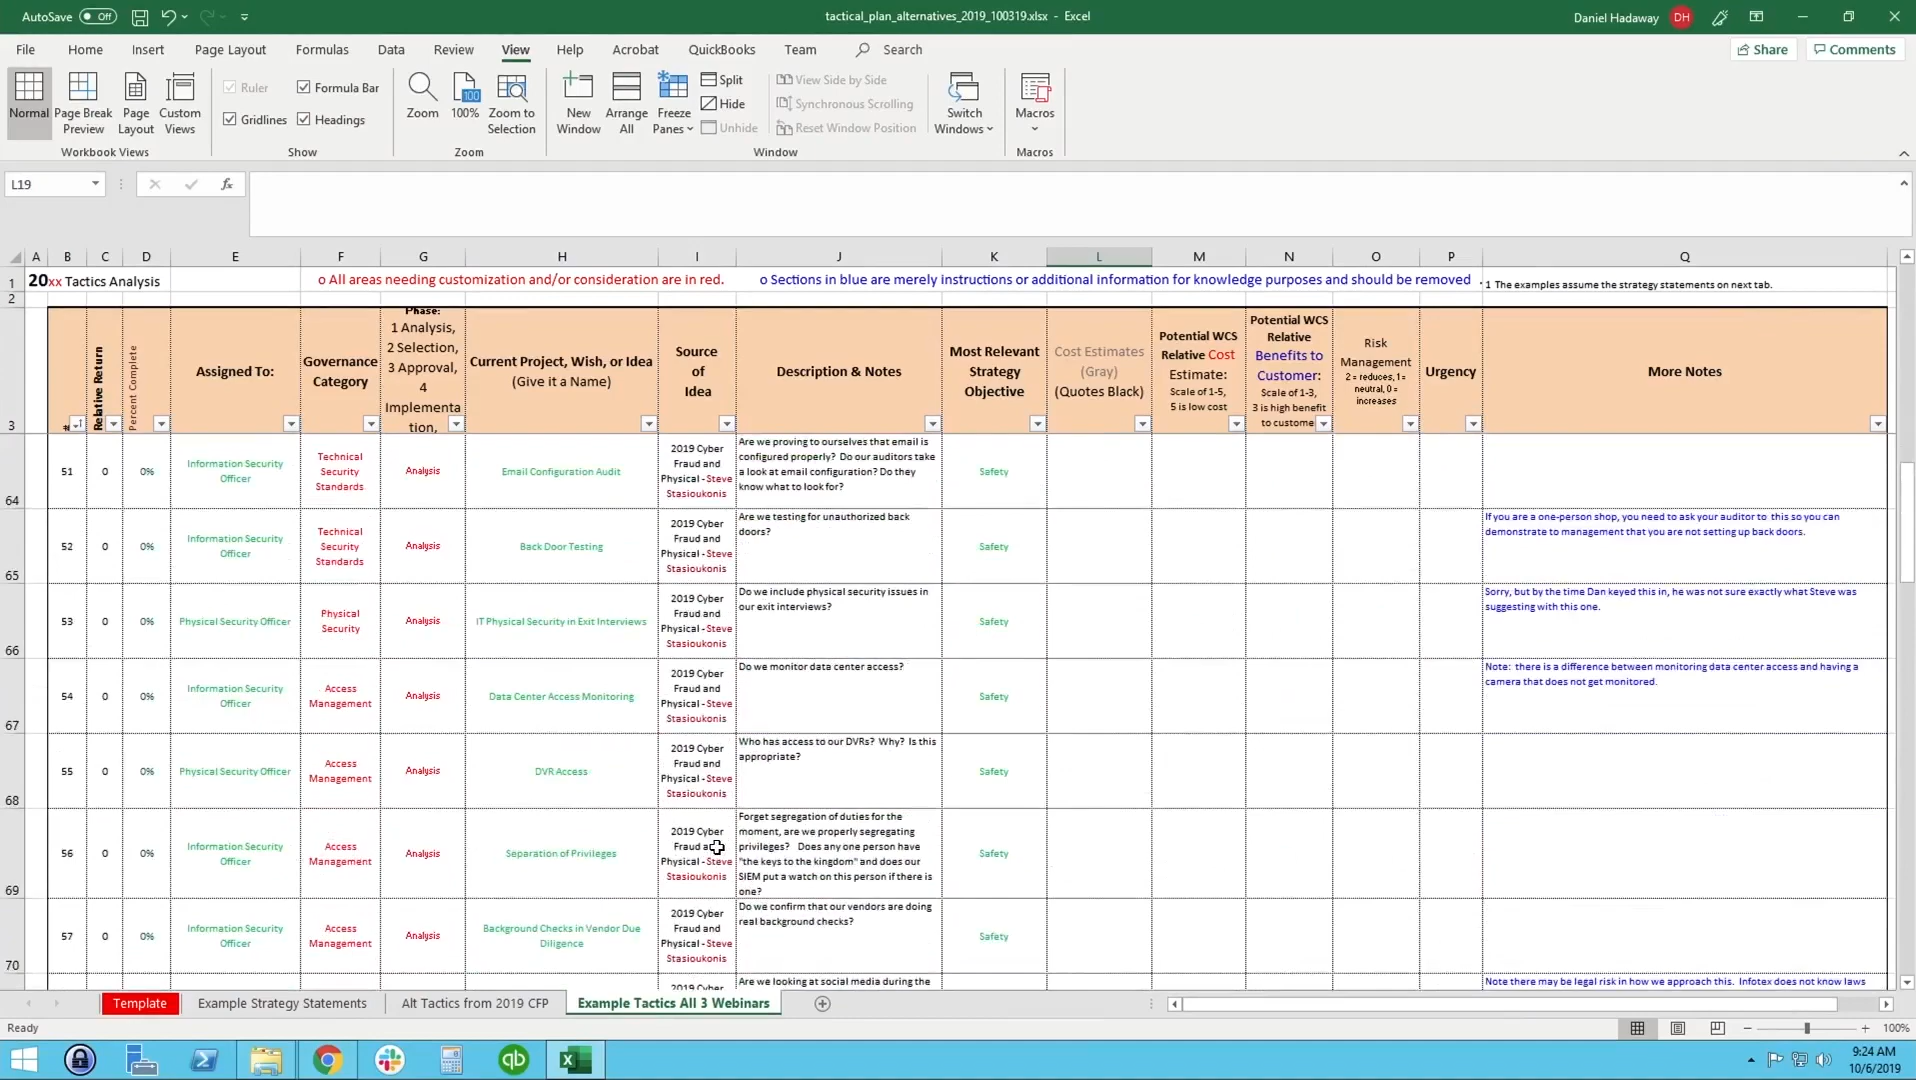 AutoSave Off
tactical_plan_alternatives_2019_100319.xlsx - Excel
Daniel Hadaway DH
File Home Insert Page Layout Formulas Data Review View Help Acrobat QuickBooks Team Search
Share Comments
Normal
Page Break
Preview
Page
Layout
Custom
Views
Workbook Views
Ruler
Formula Bar
Gridlines
Headings
Show
Zoom
100
100%
Zoom to
Selection
Zoom
New
Window
Arrange
All
Freeze
Panes
Split
Hide
Unhide
View Side by Side
Synchronous Scrolling
Reset Window Position
Window
Switch
Windows
Macros
Macros
L19
fx
A B C D E F G H I J K L M N O P Q
1
20xx Tactics Analysis
o All areas needing customization and/or consideration are in red.
o Sections in blue are merely instructions or additional information for knowledge purposes and should be removed
1 The examples assume the strategy statements on next tab.
2
3
#
Relative Return
Percent Complete
Assigned To:
Governance
Category
Phase:
1 Analysis,
2 Selection,
3 Approval,
4
Implementa
tion,
Current Project, Wish, or Idea
(Give it a Name)
Source
of
Idea
Description & Notes
Most Relevant
Strategy
Objective
Cost Estimates
(Gray)
(Quotes Black)
Potential WCS
Relative Cost
Estimate:
Scale of 1-5,
5 is low cost
Potential WCS
Relative
Benefits to
Customer:
Scale of 1-3,
3 is high benefit
to custome
Risk
Management
2 = reduces, 1=
neutral, 0 =
increases
Urgency
More Notes
64
51
0
0%
Information Security
Officer
Technical
Security
Standards
Analysis
Email Configuration Audit
2019 Cyber
Fraud and
Physical - Steve
Stasioukonis
Are we proving to ourselves that email is
configured properly? Do our auditors take
a look at email configuration? Do they
know what to look for?
Safety
65
52
0
0%
Information Security
Officer
Technical
Security
Standards
Analysis
Back Door Testing
2019 Cyber
Fraud and
Physical - Steve
Stasioukonis
Are we testing for unauthorized back
doors?
Safety
If you are a one-person shop, you need to ask your auditor to this so you can
demonstrate to management that you are not setting up back doors.
66
53
0
0%
Physical Security Officer
Physical
Security
Analysis
IT Physical Security in Exit Interviews
2019 Cyber
Fraud and
Physical - Steve
Stasioukonis
Do we include physical security issues in
our exit interviews?
Safety
Sorry, but by the time Dan keyed this in, he was not sure exactly what Steve was
suggesting with this one.
67
54
0
0%
Information Security
Officer
Access
Management
Analysis
Data Center Access Monitoring
2019 Cyber
Fraud and
Physical - Steve
Stasioukonis
Do we monitor data center access?
Safety
Note: there is a difference between monitoring data center access and having a
camera that does not get monitored.
68
55
0
0%
Physical Security Officer
Access
Management
Analysis
DVR Access
2019 Cyber
Fraud and
Physical - Steve
Stasioukonis
Who has access to our DVRs? Why? Is this
appropriate?
Safety
69
56
0
0%
Information Security
Officer
Access
Management
Analysis
Separation of Privileges
2019 Cyber
Fraud
Physical - Steve
Stasioukonis
Forget segregation of duties for the
moment, are we properly segregating
privileges? Does any one person have
"the keys to the kingdom" and does our
SIEM put a watch on this person if there is
one?
Safety
70
57
0
0%
Information Security
Officer
Access
Management
Analysis
Background Checks in Vendor Due
Diligence
2019 Cyber
Fraud and
Physical - Steve
Stasioukonis
Do we confirm that our vendors are doing
real background checks?
Safety
2019 Cyber
Are we looking at social media during the
Note there may be legal risk in how we approach this. Infotex does not know laws
Template
Example Strategy Statements
Alt Tactics from 2019 CFP
Example Tactics All 3 Webinars
Ready
100%
9:24 AM
10/6/2019